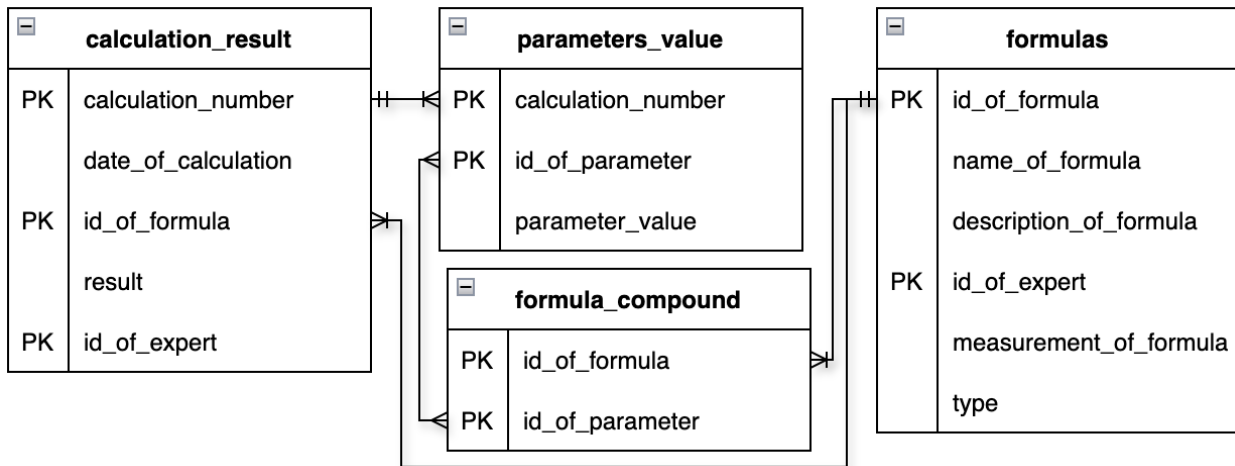 calculation_result
PK calculation_number
date_of_calculation
PK id_of_formula
result
PK id_of_expert
parameters_value
PK calculation_number
PK id_of_parameter
parameter_value
formula_compound
PK id_of_formula
PK id_of_parameter
formulas
PK id_of_formula
name_of_formula
description_of_formula
PK id_of_expert
measurement_of_formula
type